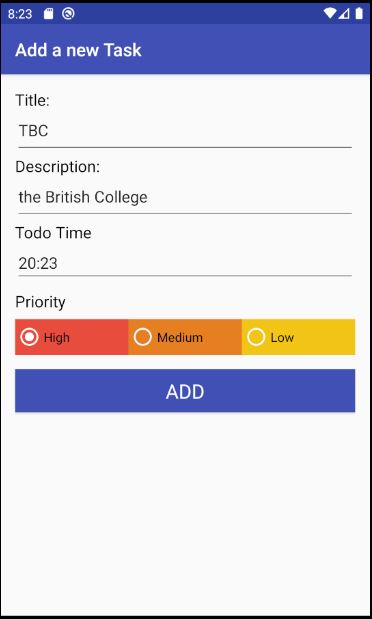 8:23
Add a new Task
Title:
TBC
Description:
the British College
Todo Time
20:23
Priority
High Medium Low
ADD